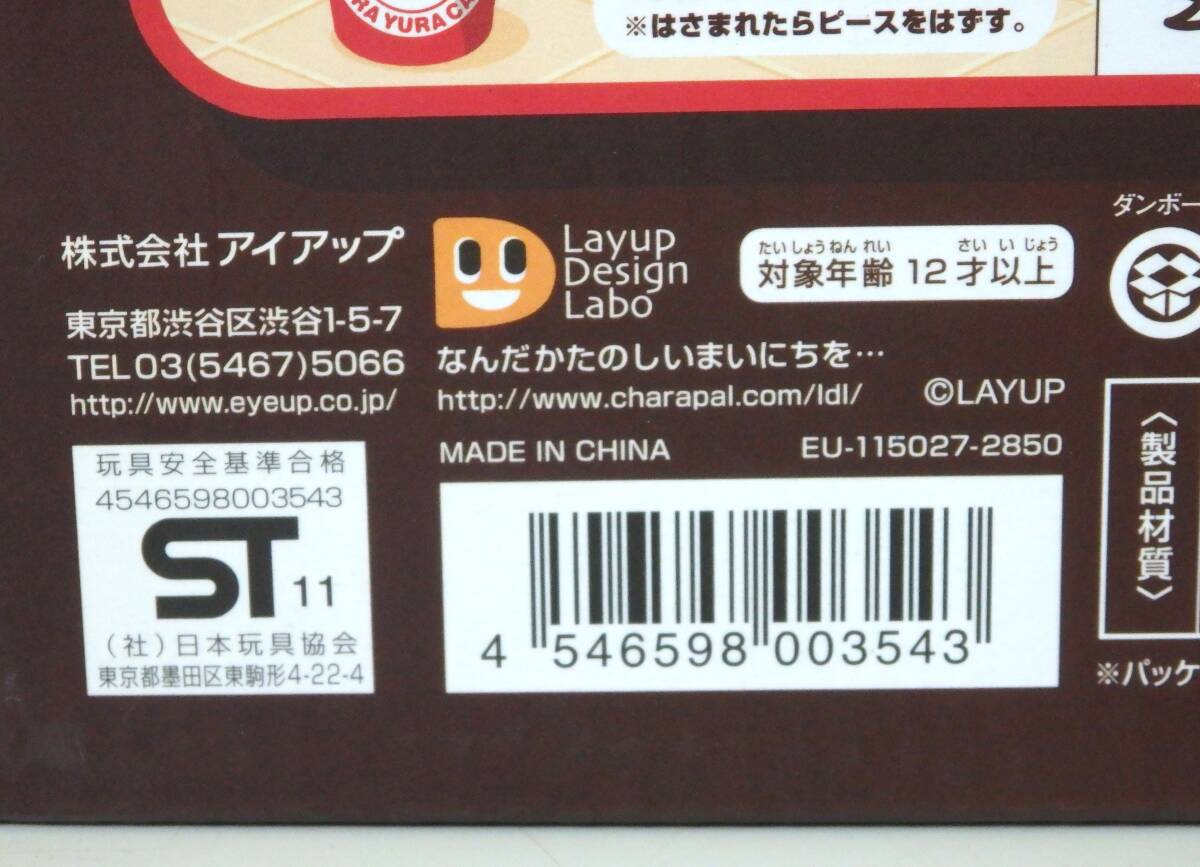 RA YURA CA
※はさまれたらピースをはずす。
株式会社 アイアップ
東京都渋谷区渋谷1-5-7
TEL03(5467)5066
http://www.eyeup.co.jp/
Layup
Design
Labo
なんだかたのしいまいにちを…
http://www.charapal.com/ldl/
©LAYUP
MADE IN CHINA
EU-115027-2850
たいしょうねんれい さいいじょう
対象年齢 12才以上
ダンボー
玩具安全基準合格
4546598003543
ST 11
(社)日本玩具協会
東京都墨田区東駒形4-22-4
4 546598 003543
〈製品材質〉
※パッケ